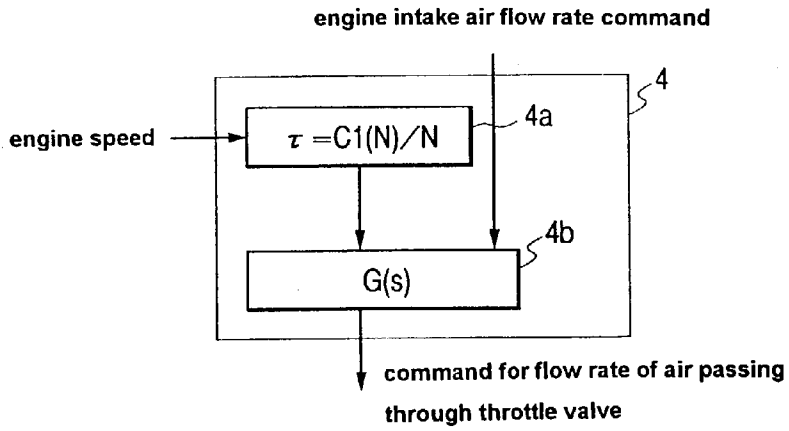 engine intake air flow rate command
4
engine speed
τ =C1(N)/N
4a
4b
G(s)
command for flow rate of air passing
through throttle valve